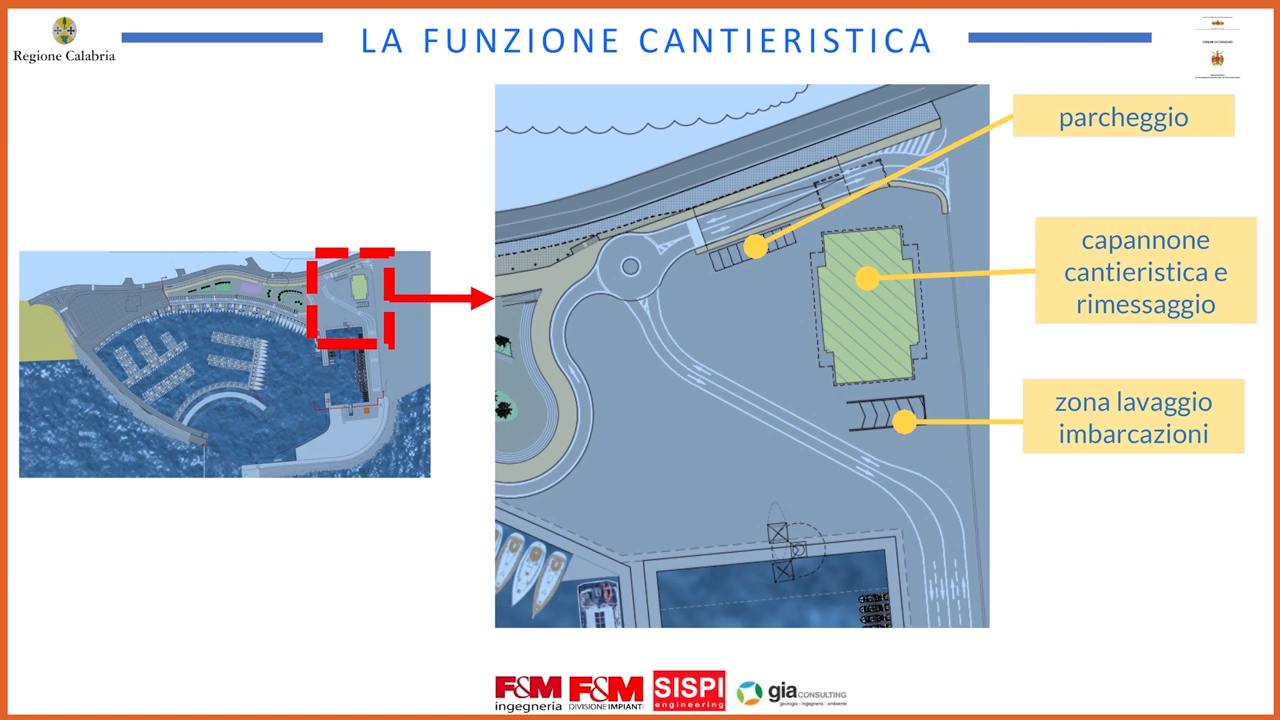 LA FUNZIONE CANTIERISTICA
Regione Calabria
parcheggio
capannone
cantieristica e
rimessaggio
zona lavaggio
imbarcazioni
F&M
ingegneria
F&M
DIVISIONE IMPIANTI
SISPI
engineering
gia CONSULTING
geologia - ingegneria - ambiente